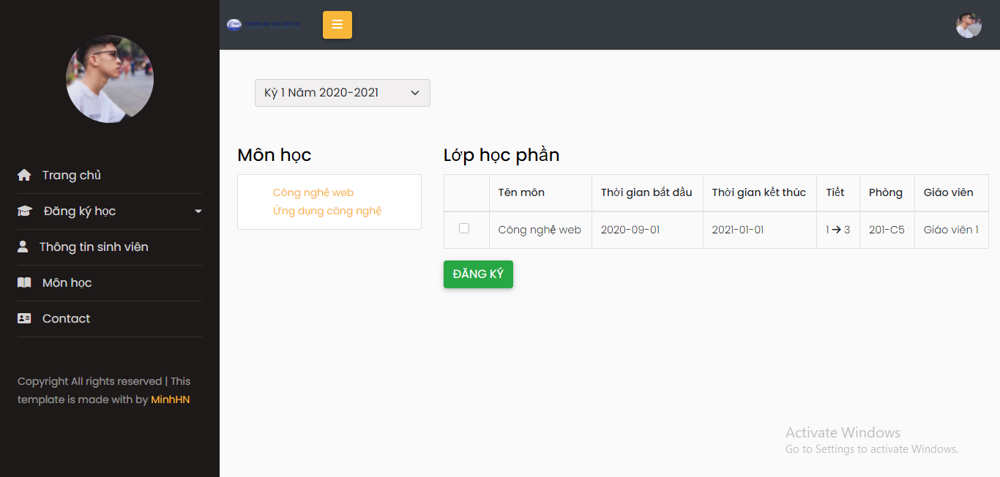 Trang chủ
Đăng ký học
Thông tin sinh viên
Môn học
Contact
Copyright All rights reserved | This
template is made with by MinhHN
Kỳ 1 Năm 2020-2021
Môn học
Công nghệ web
Ứng dụng công nghệ
Lớp học phần
Tên môn Thời gian bắt đầu Thời gian kết thúc Tiết Phòng Giáo viên
Công nghệ web 2020-09-01 2021-01-01 1 → 3 201-C5 Giáo viên 1
ĐĂNG KÝ
Activate Windows
Go to Settings to activate Windows.